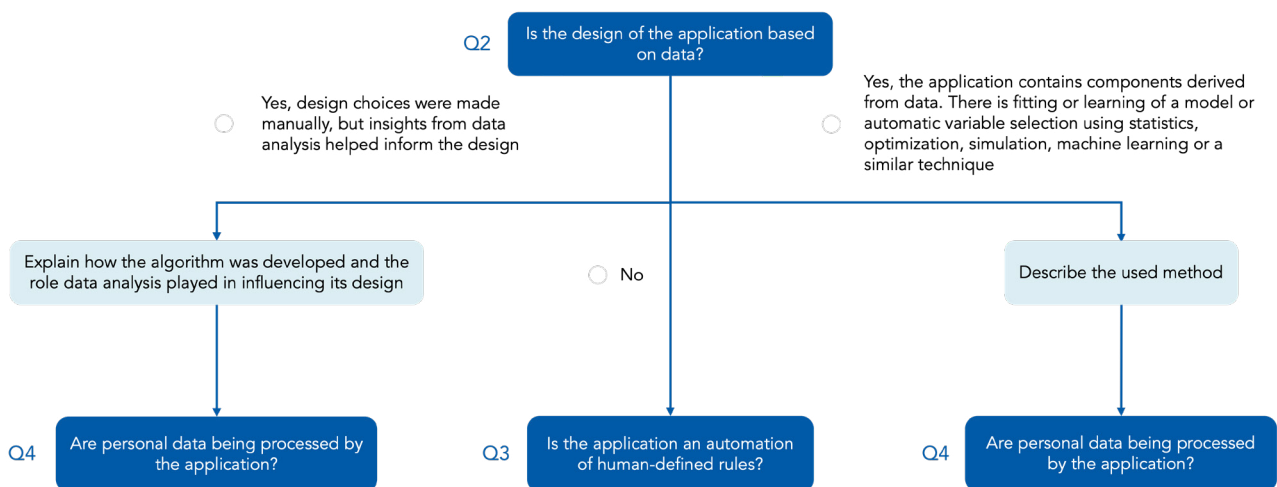 Q2
Is the design of the application based
on data?
Yes, design choices were made
manually, but insights from data
analysis helped inform the design
Yes, the application contains components derived
from data. There is fitting or learning of a model or
automatic variable selection using statistics,
optimization, simulation, machine learning or a
similar technique
Explain how the algorithm was developed and the
role data analysis played in influencing its design
No
Describe the used method
Q4
Are personal data being processed by
the application?
Q3
Is the application an automation
of human-defined rules?
Q4
Are personal data being processed
by the application?